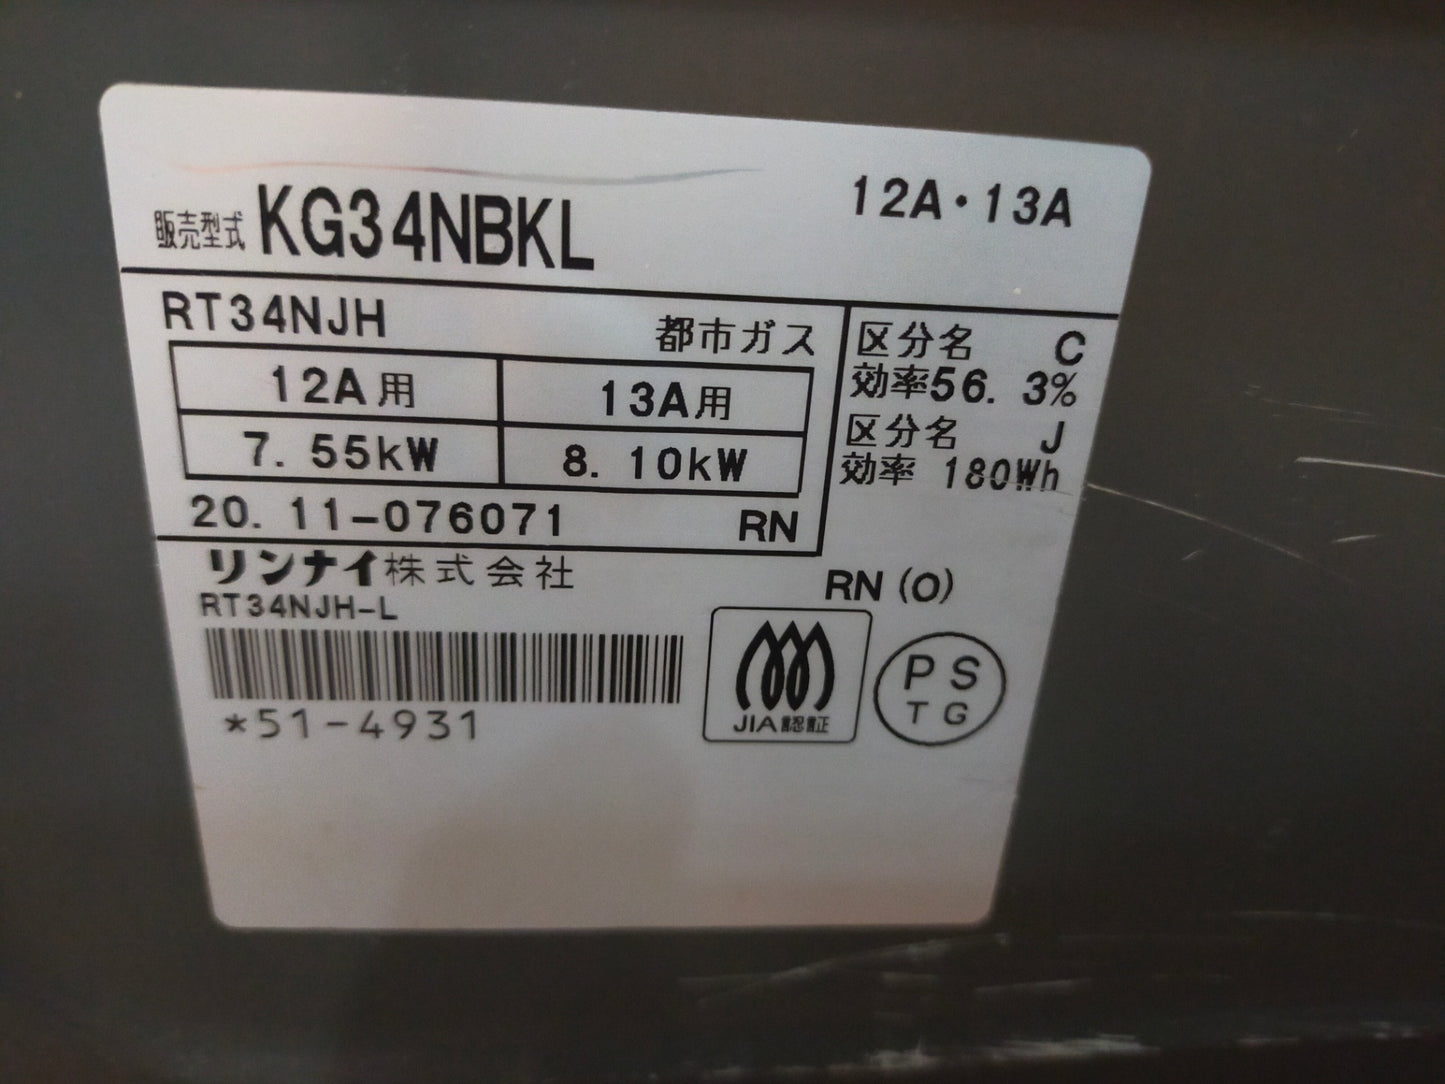 販売型式 KG34NBKL 12A・13A
RT34NJH 都市ガス
12A用 13A用
7.55kW 8.10kW
20.11-076071 RN
区分名 C
効率56.3%
区分名 J
効率 180Wh
リンナイ株式会社
RN(O)
RT34NJH-L
*51-4931
JIA認証
PS
TG